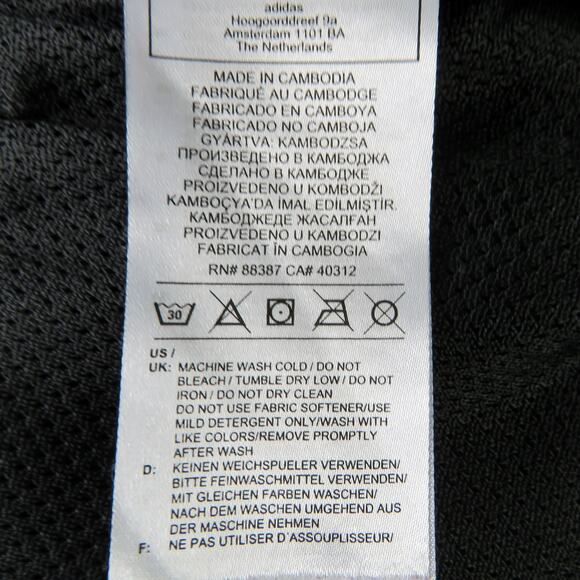 adidas
Hoogoorddreef 9a
Amsterdam 1101 BA
The Netherlands
MADE IN CAMBODIA
FABRIQUÉ AU CAMBODGE
FABRICADO EN CAMBOYA
FABRICADO NO CAMBOJA
GYÁRTVA: KAMBODZSA
ПРОИЗВЕДЕНО В КАМБОДЖА
СДЕЛАНО В КАМБОДЖЕ
PROIZVEDENO U KOMBODŽI
KAMBOÇYA'DA İMAL EDİLMİŞTİR.
КАМБОДЖЕДЕ ЖАСАЛҒАН
PROIZVEDENO U KAMBODZI
FABRICAT ÎN CAMBOGIA
RN# 88387 CA# 40312
30
US /
UK: MACHINE WASH COLD / DO NOT
BLEACH / TUMBLE DRY LOW / DO NOT
IRON / DO NOT DRY CLEAN
DO NOT USE FABRIC SOFTENER/USE
MILD DETERGENT ONLY/WASH WITH
LIKE COLORS/REMOVE PROMPTLY
AFTER WASH
D: KEINEN WEICHSPUELER VERWENDEN/
BITTE FEINWASCHMITTEL VERWENDEN/
MIT GLEICHEN FARBEN WASCHEN/
NACH DEM WASCHEN UMGEHEND AUS
DER MASCHINE NEHMEN
F: NE PAS UTILISER D'ASSOUPLISSEUR/